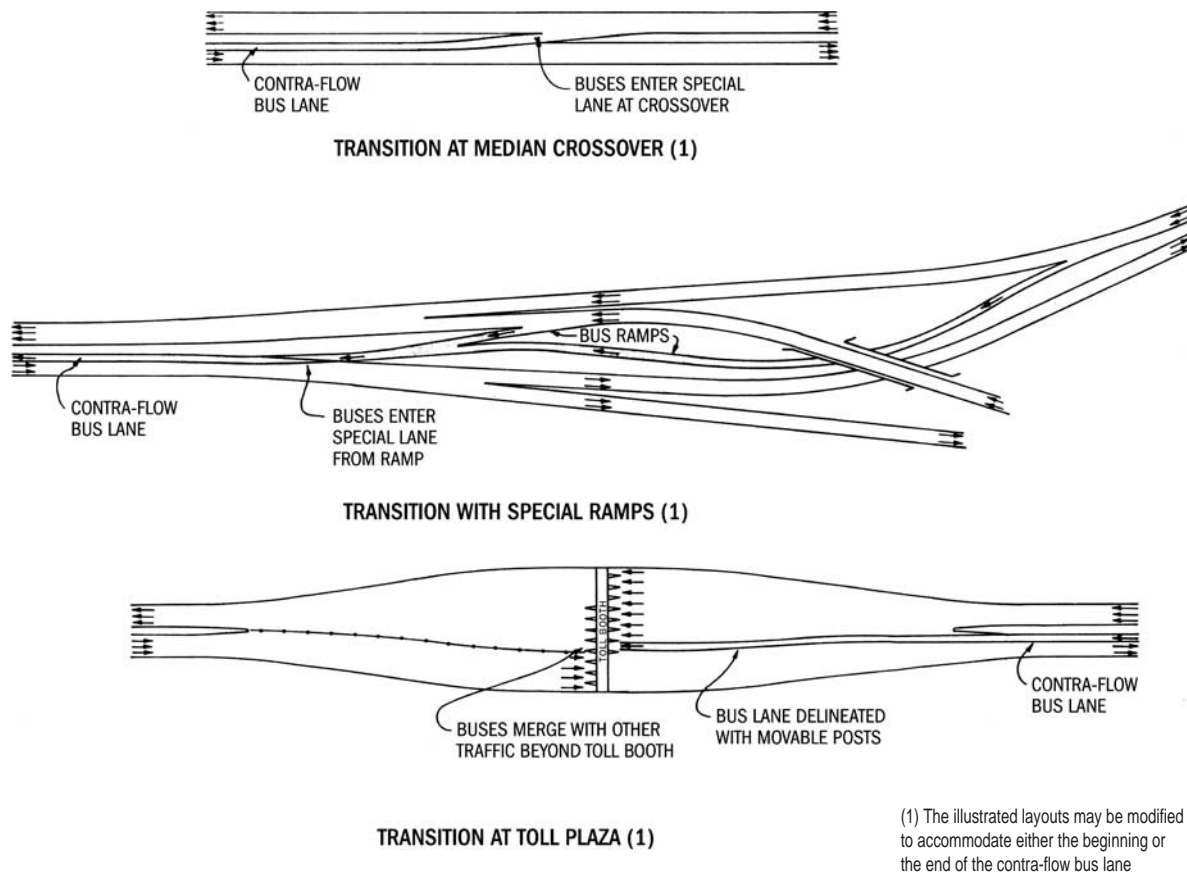 CONTRA-FLOW
BUS LANE
BUSES ENTER SPECIAL
LANE AT CROSSOVER
TRANSITION AT MEDIAN CROSSOVER (1)
BUS RAMPS
CONTRA-FLOW
BUS LANE
BUSES ENTER
SPECIAL LANE
FROM RAMP
TRANSITION WITH SPECIAL RAMPS (1)
TOLL BOOTH
BUSES MERGE WITH OTHER
TRAFFIC BEYOND TOLL BOOTH
BUS LANE DELINEATED
WITH MOVABLE POSTS
CONTRA-FLOW
BUS LANE
TRANSITION AT TOLL PLAZA (1)
(1) The illustrated layouts may be modified
to accommodate either the beginning or
the end of the contra-flow bus lane